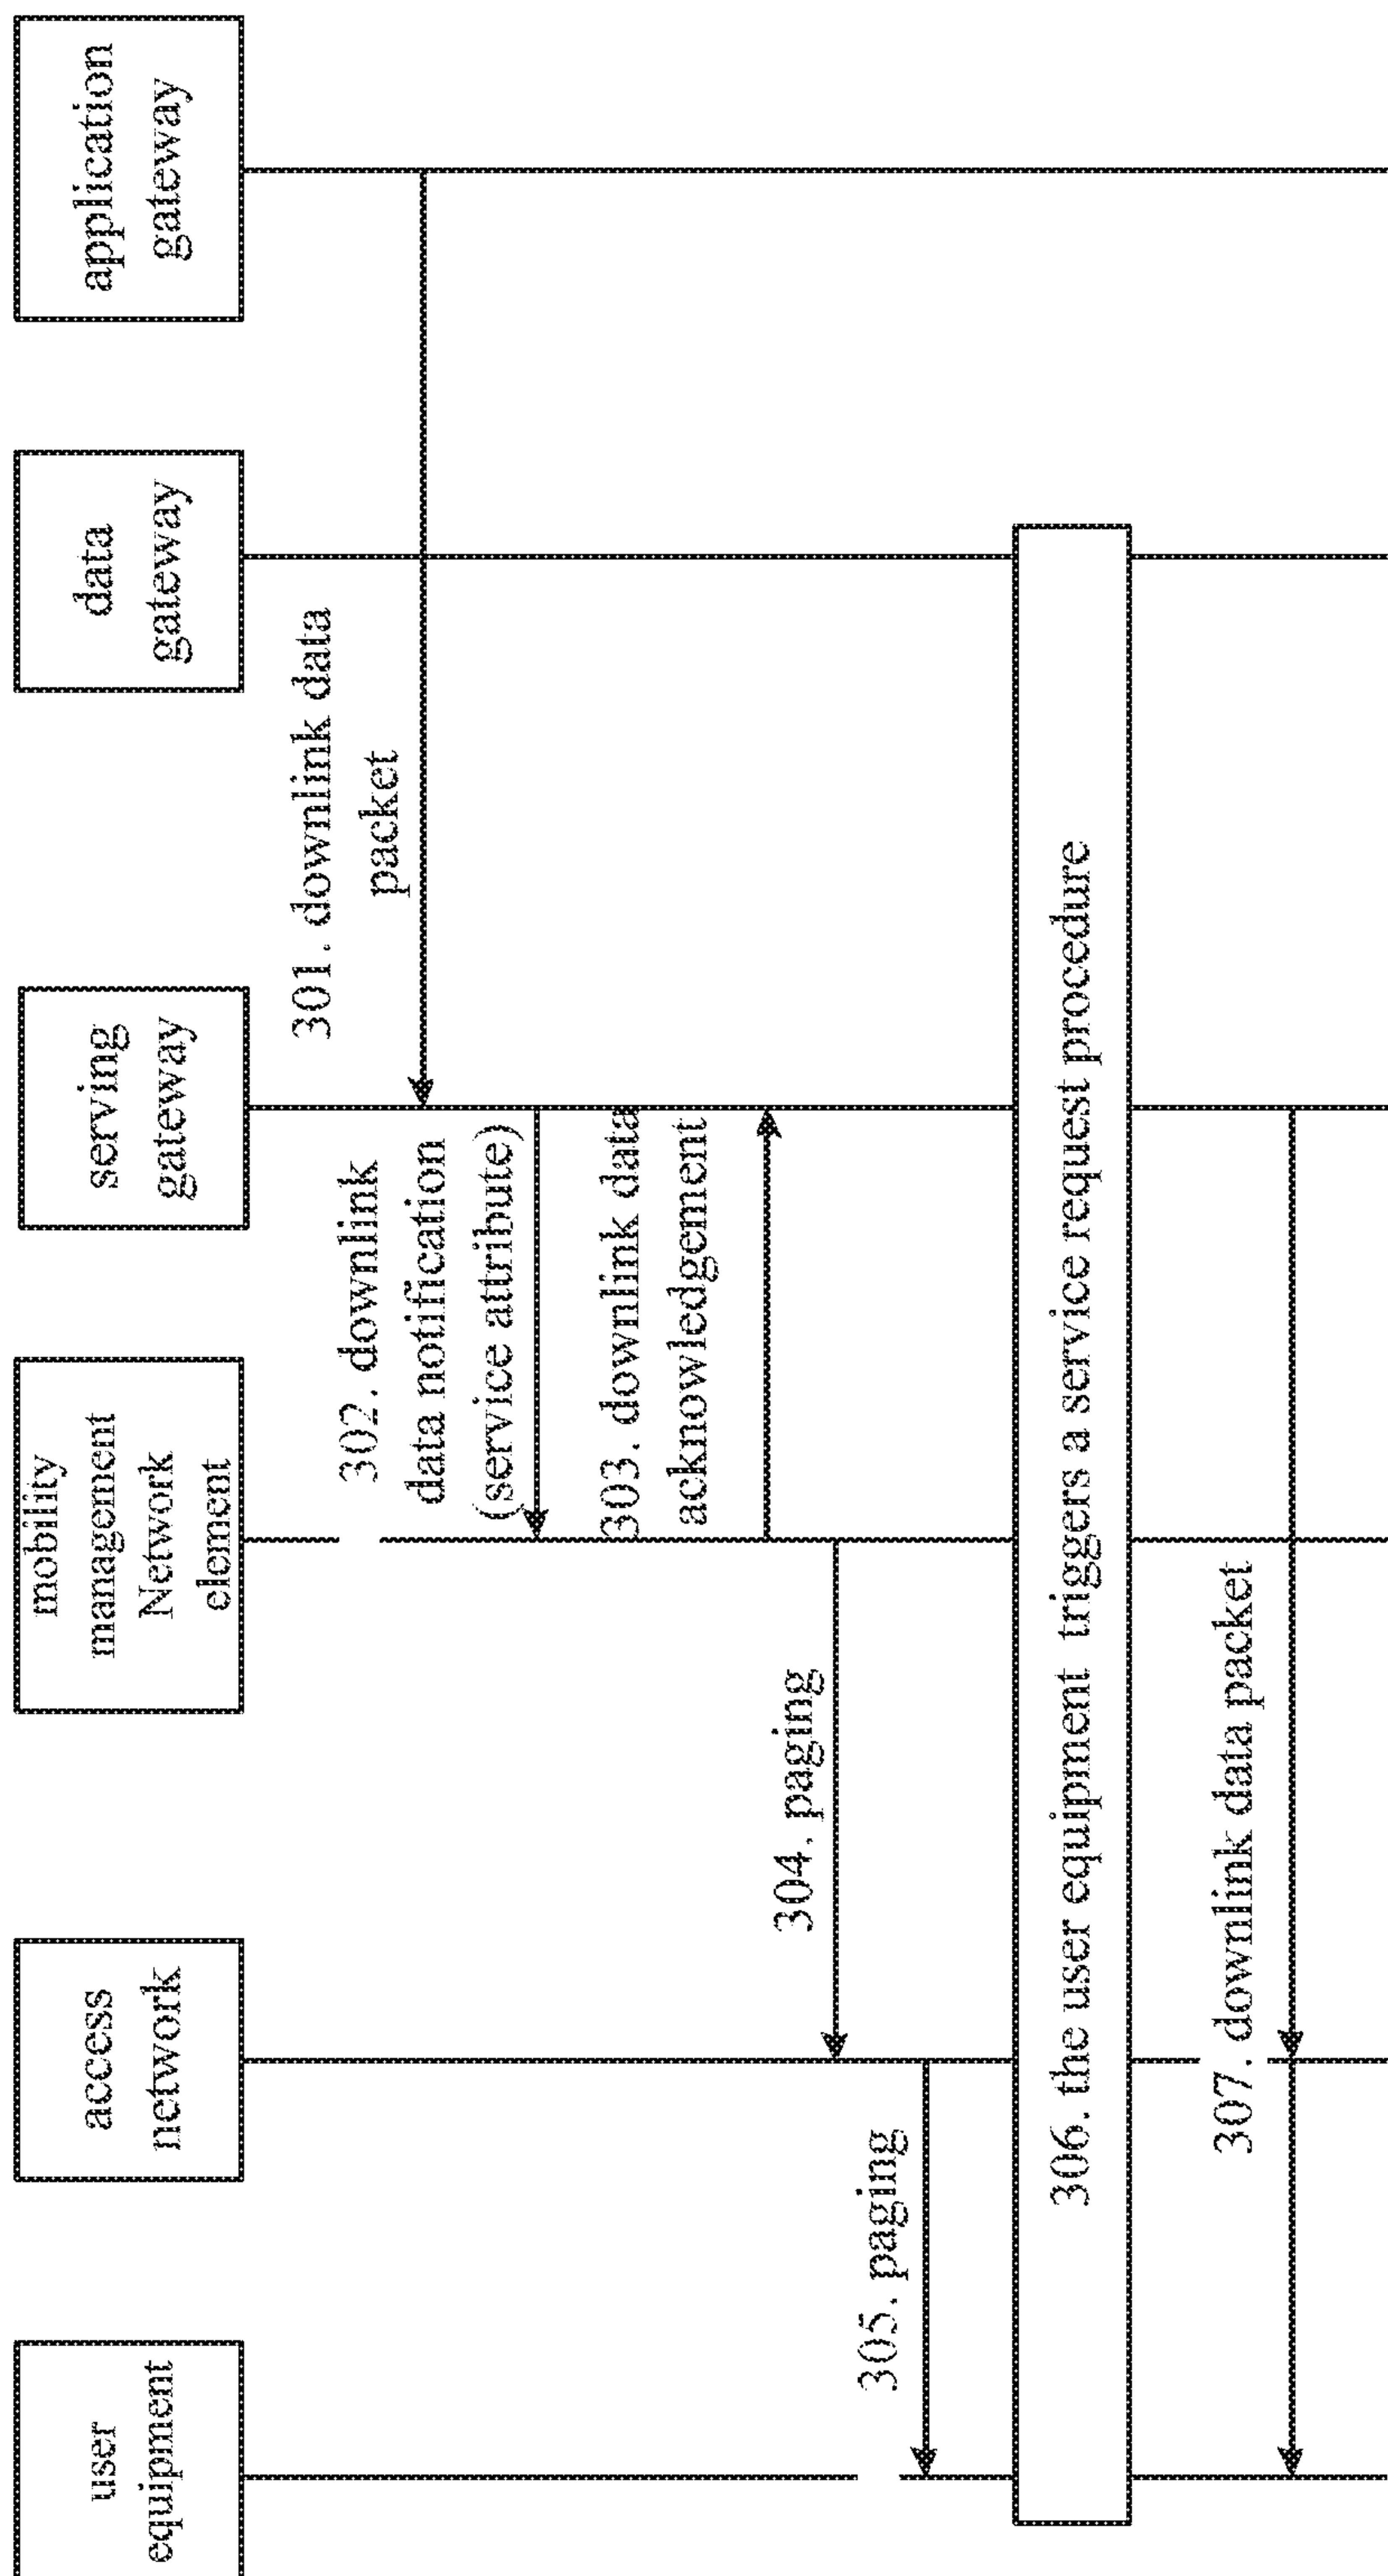 user
equipment
access
network
mobility
management
Network
element
serving
gateway
data
gateway
application
gateway
301. downlink data
packet
302. downlink
data notification
(service attribute)
303. downlink data
acknowledgement
304. paging
305. paging
306. the user equipment triggers a service request procedure
307. downlink data packet